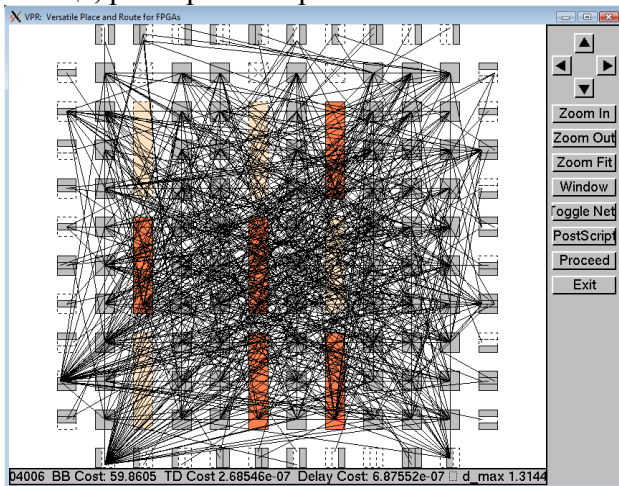 VPR: Versatile Place and Route for FPGAs
Zoom In
Zoom Out
Zoom Fit
Window
Toggle Net
PostScript
Proceed
Exit
04006 BB Cost: 59.8605 TD Cost 2.68546e-07 Delay Cost: 6.87552e-07 d_max 1.3144